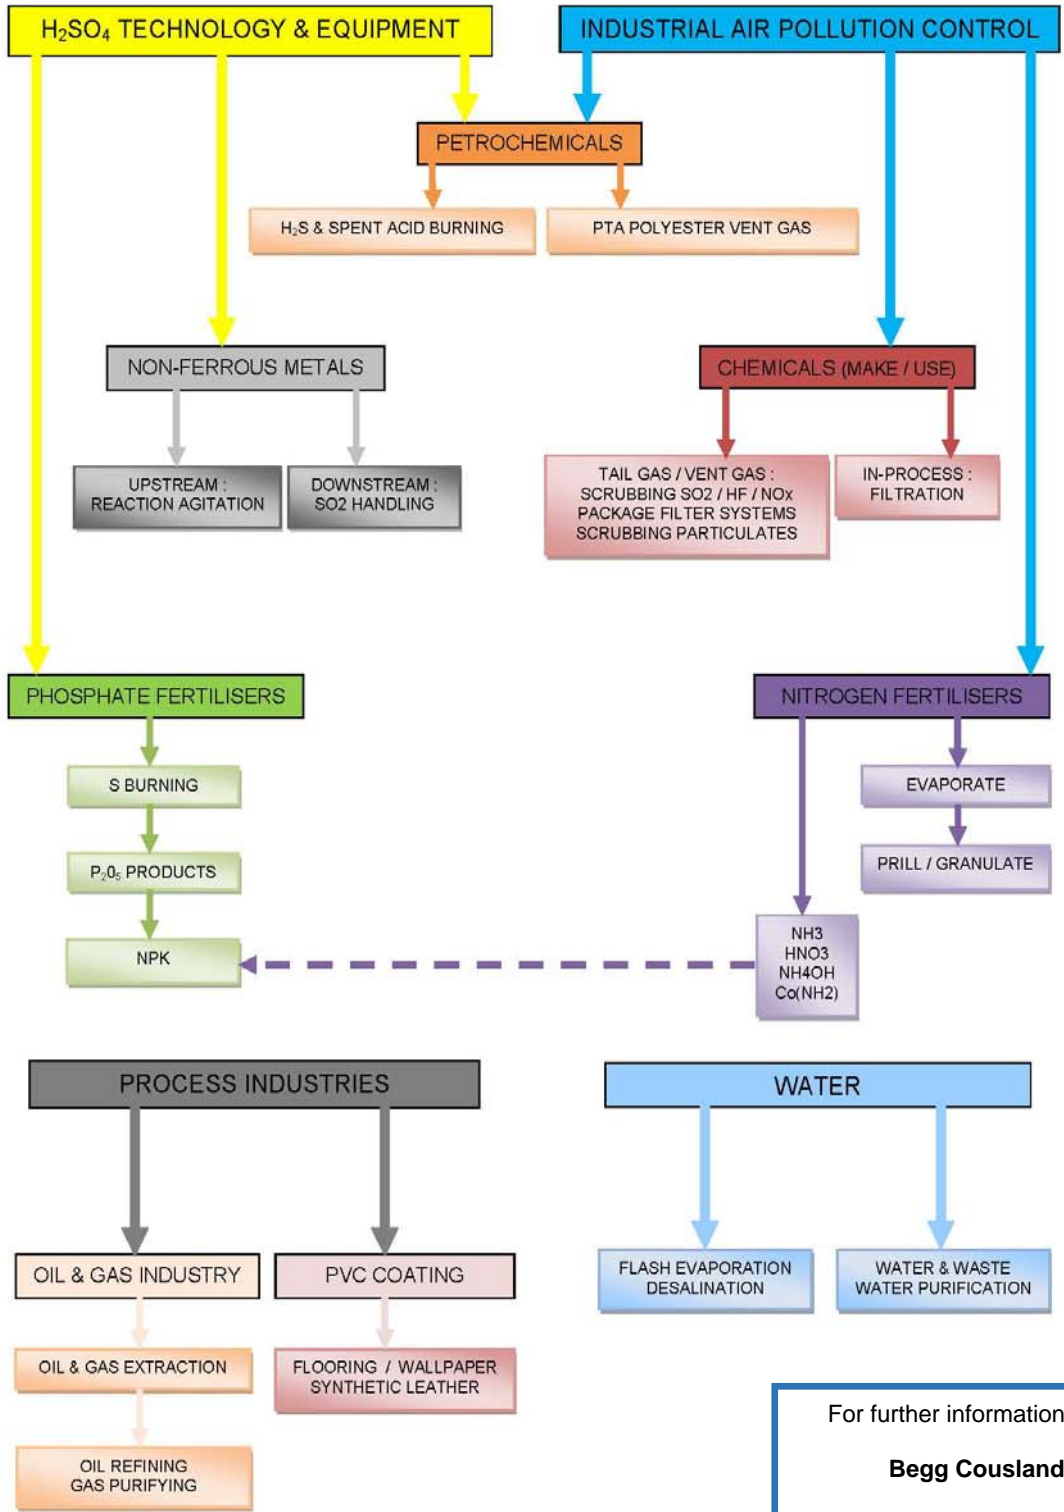 H₂SO₄ TECHNOLOGY & EQUIPMENT
INDUSTRIAL AIR POLLUTION CONTROL
PETROCHEMICALS
H₂S & SPENT ACID BURNING
PTA POLYESTER VENT GAS
NON-FERROUS METALS
CHEMICALS (MAKE / USE)
UPSTREAM :
REACTION AGITATION
DOWNSTREAM :
SO2 HANDLING
TAIL GAS / VENT GAS :
SCRUBBING SO2 / HF / NOx
PACKAGE FILTER SYSTEMS
SCRUBBING PARTICULATES
IN-PROCESS :
FILTRATION
PHOSPHATE FERTILISERS
NITROGEN FERTILISERS
S BURNING
EVAPORATE
P₂0₅ PRODUCTS
PRILL / GRANULATE
NPK
NH3
HNO3
NH4OH
Co(NH2)
PROCESS INDUSTRIES
WATER
OIL & GAS INDUSTRY
PVC COATING
FLASH EVAPORATION
DESALINATION
WATER & WASTE
WATER PURIFICATION
OIL & GAS EXTRACTION
FLOORING / WALLPAPER
SYNTHETIC LEATHER
OIL REFINING
GAS PURIFYING
For further information
Begg Cousland